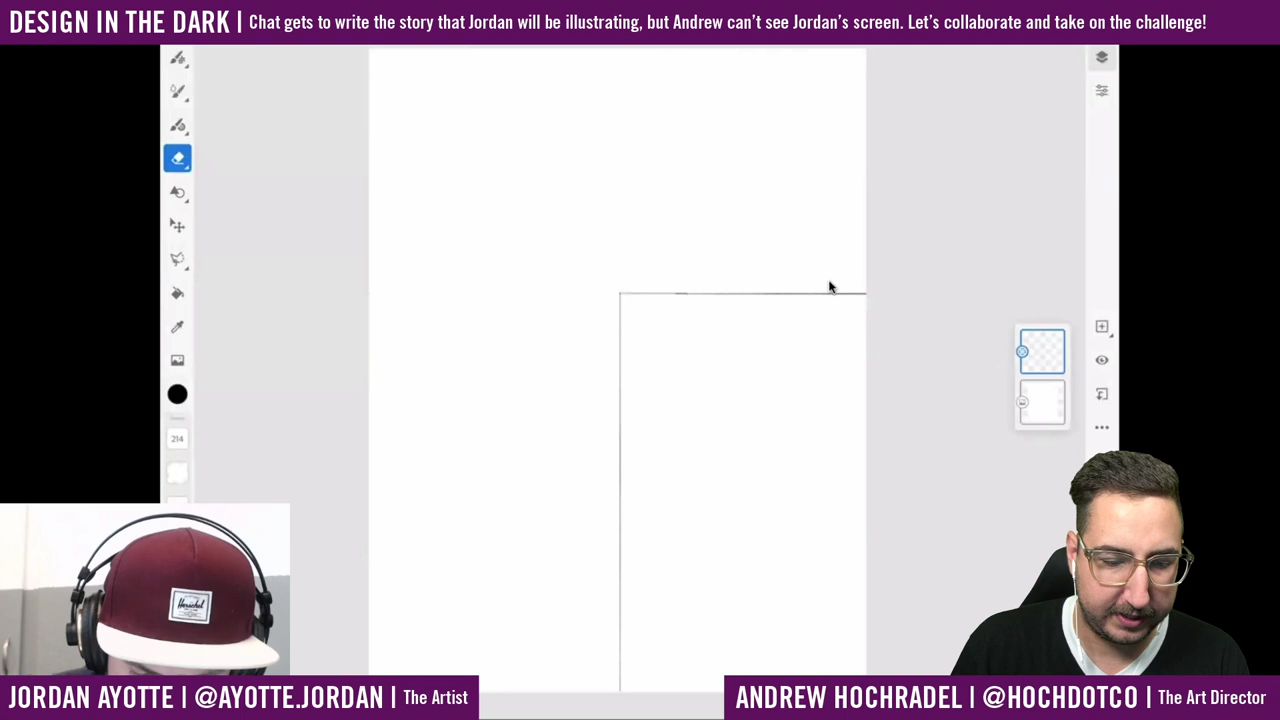 DESIGN IN THE DARK | Chat gets to write the story that Jordan will be illustrating, but Andrew can't see Jordan's screen. Let's collaborate and take on the challenge!
214
Herschel
JORDAN AYOTTE | @AYOTTE.JORDAN | The Artist
ANDREW HOCHRADEL | @HOCHDOTCO | The Art Director